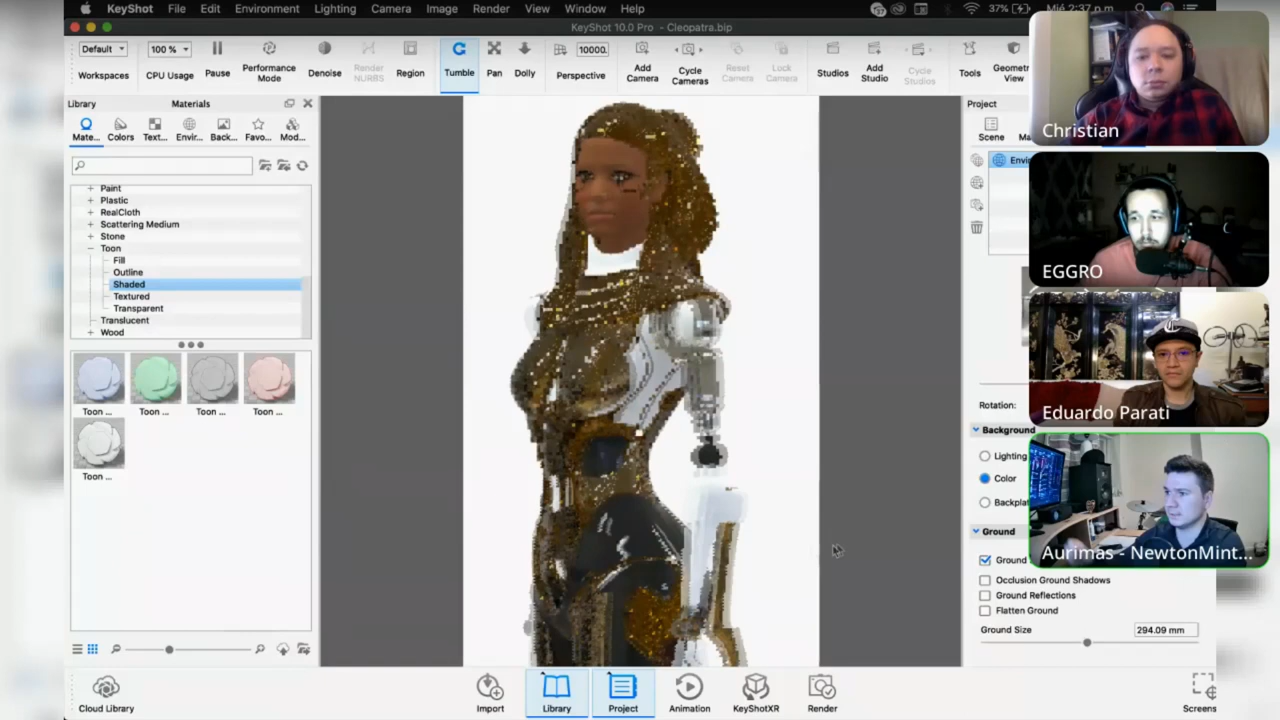 KeyShot File Edit Environment Lighting Camera Image Render View Window Help
37% Mié 2:37 p.m.
KeyShot 10.0 Pro - Cleopatra.bip
Default 100 % 10000.
Workspaces CPU Usage Pause Performance Mode Denoise Render NURBS Region Tumble Pan Dolly Perspective Add Camera Cycle Cameras Reset Camera Lock Camera Studios Add Studio Cycle Studios Tools
View
Library Materials
Mate... Colors Text... Envir... Back... Favo... Mod...
Paint
Plastic
RealCloth
Scattering Medium
Stone
Toon
Fill
Outline
Shaded
Textured
Transparent
Translucent
Wood
Toon ... Toon ... Toon ... Toon ...
Toon ...
Project
Scene
Rotation:
Background
Lighting
Color
Ground
Ground
Occlusion Ground Shadows
Ground Reflections
Flatten Ground
Ground Size 294.09 mm
Christian
EGGRO
Eduardo Parati
Aurimas - NewtonMint...
Cloud Library Import Library Project Animation KeyShotXR Render